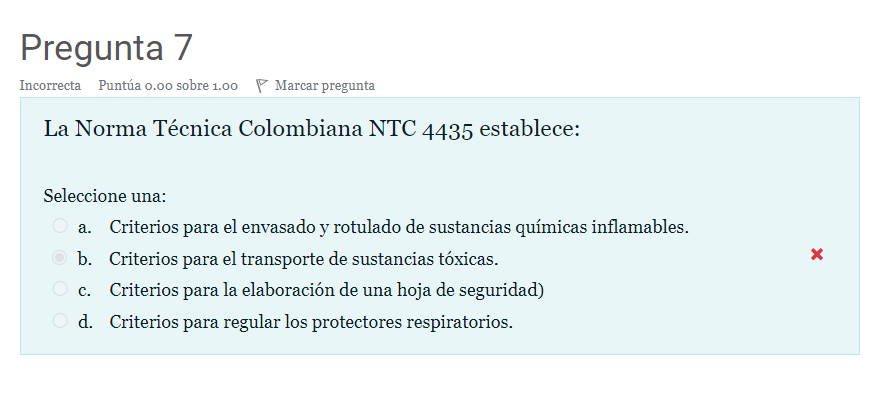 Pregunta 7
Incorrecta Puntúa 0.00 sobre 1.00 Marcar pregunta
La Norma Técnica Colombiana NTC 4435 establece:
Seleccione una:
a. Criterios para el envasado y rotulado de sustancias químicas inflamables.
b. Criterios para el transporte de sustancias tóxicas.
c. Criterios para la elaboración de una hoja de seguridad)
d. Criterios para regular los protectores respiratorios.